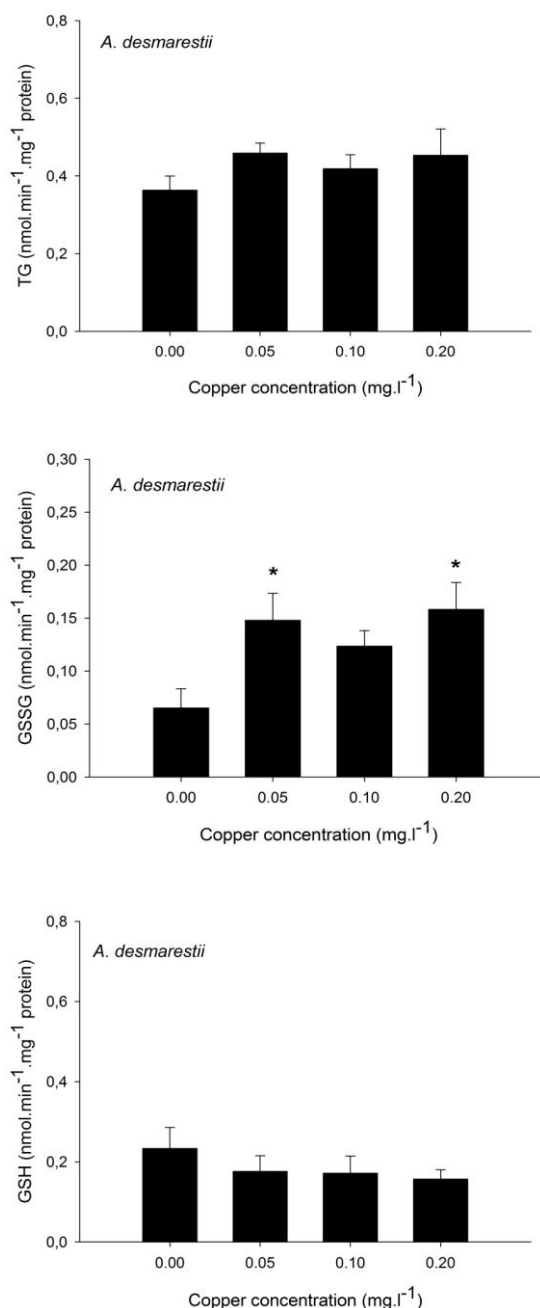 A. desmarestii
TG (nmol.min⁻¹.mg⁻¹ protein)
0,8
0,6
0,4
0,2
0,0
0.00 0.05 0.10 0.20
Copper concentration (mg.l⁻¹)
A. desmarestii
GSSG (nmol.min⁻¹.mg⁻¹ protein)
0,30
0,25
0,20
0,15
0,10
0,05
0,00
* *
0.00 0.05 0.10 0.20
Copper concentration (mg.l⁻¹)
A. desmarestii
GSH (nmol.min⁻¹.mg⁻¹ protein)
0,8
0,6
0,4
0,2
0,0
0.00 0.05 0.10 0.20
Copper concentration (mg.l⁻¹)